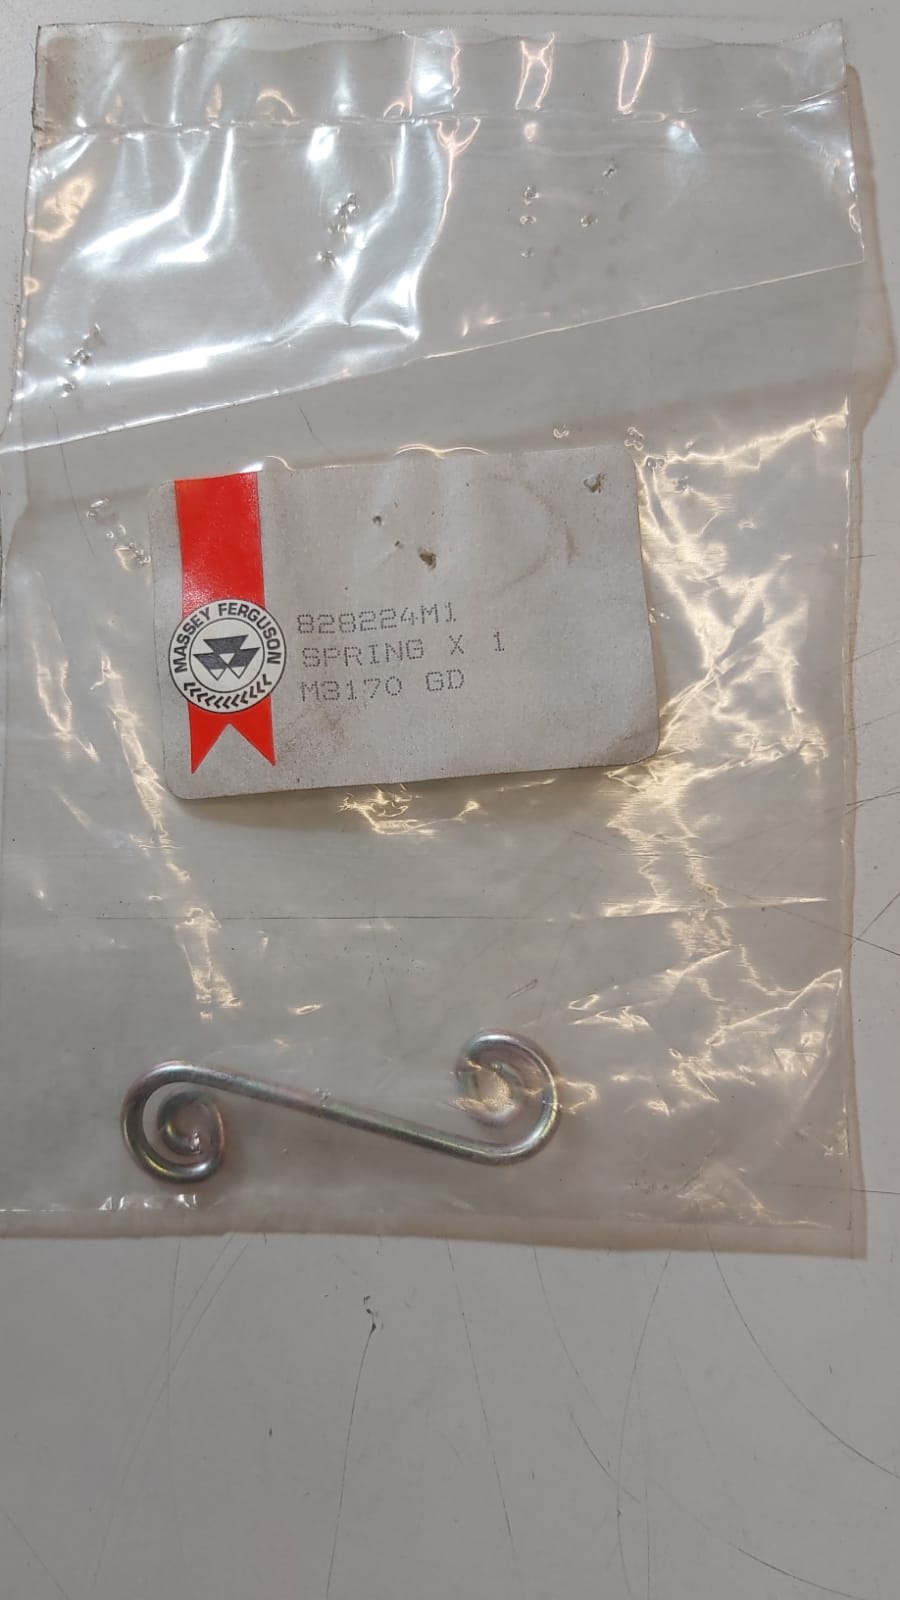 MASSEY FERGUSON
828224M1
SPRING X 1
M3170 GD